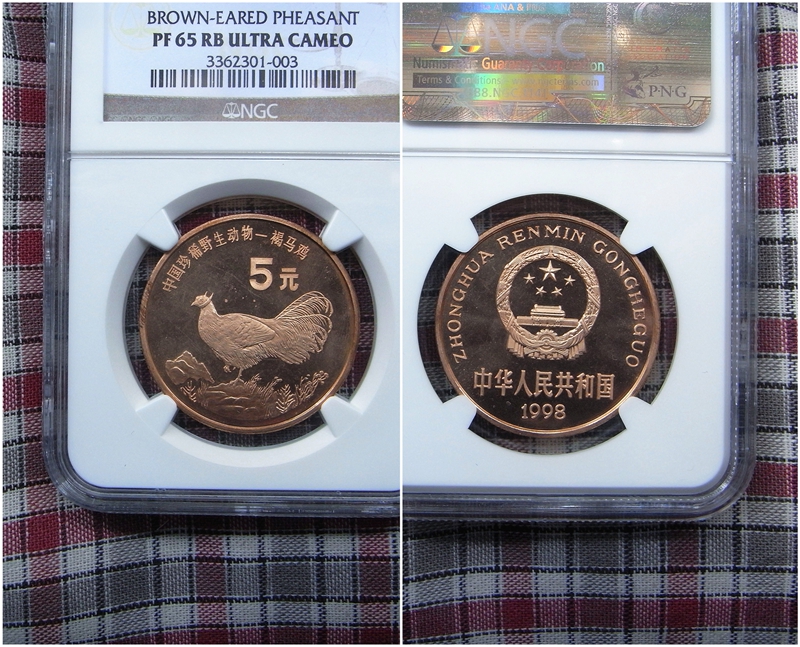 BROWN-EARED PHEASANT
PF 65 RB ULTRA CAMEO
3362301-003
NGC
中国珍稀野生动物一褐马鸡
5元
NGC
PNG
ZHONGHUA RENMIN GONGHEGUO
中华人民共和国
1998